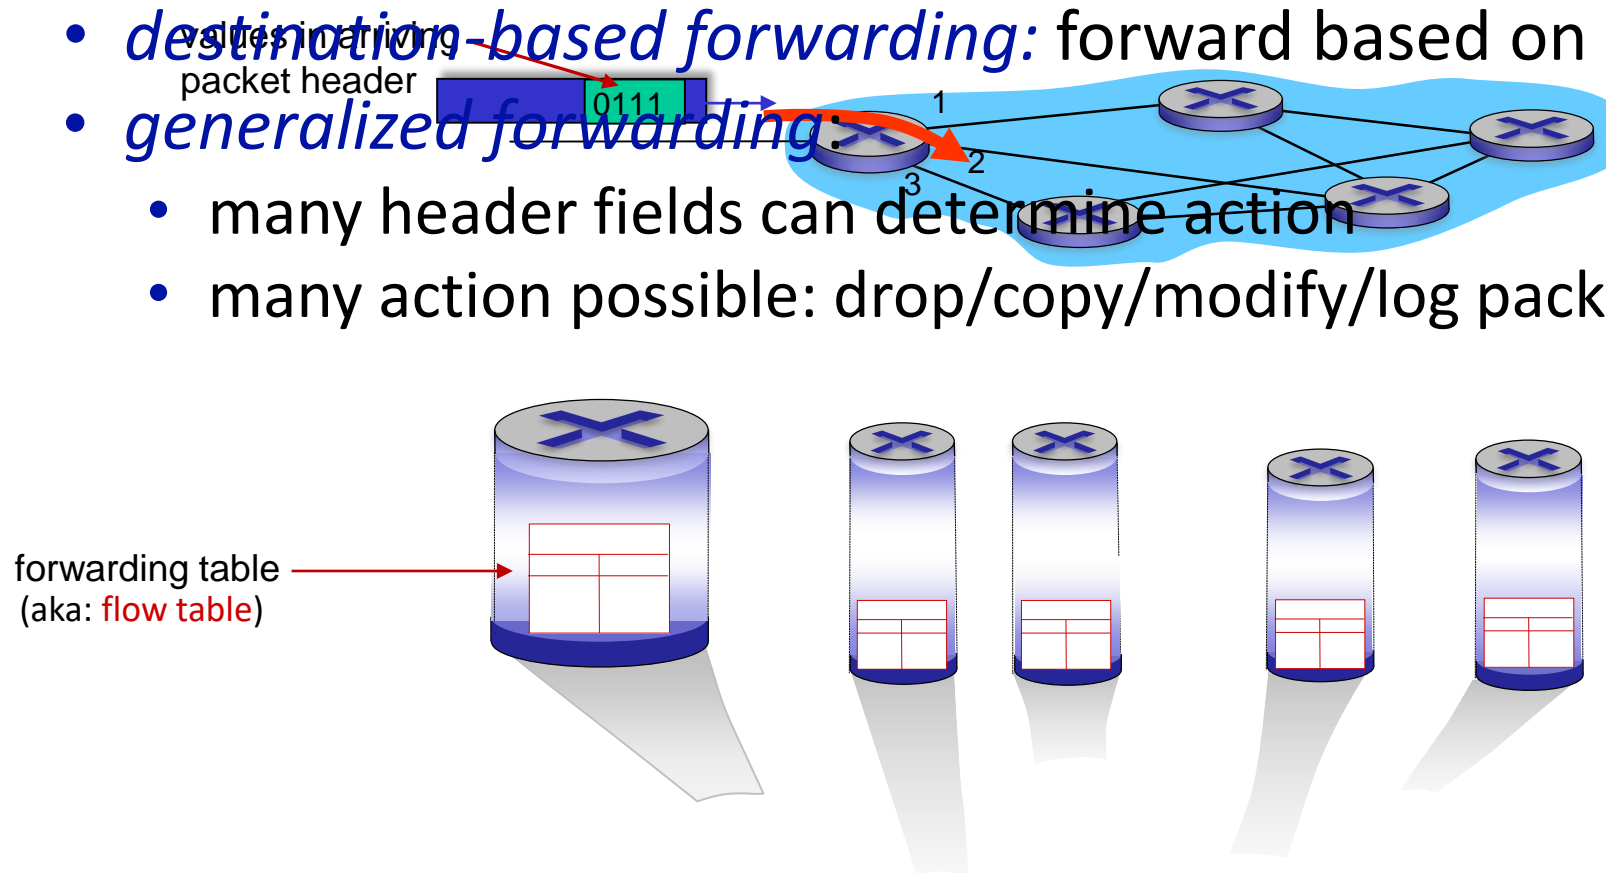 • destination-based forwarding: forward based on
values in arriving
packet header
0111
• generalized forwarding:
1
2
3
• many header fields can determine action
• many action possible: drop/copy/modify/log pack
forwarding table
(aka: flow table)